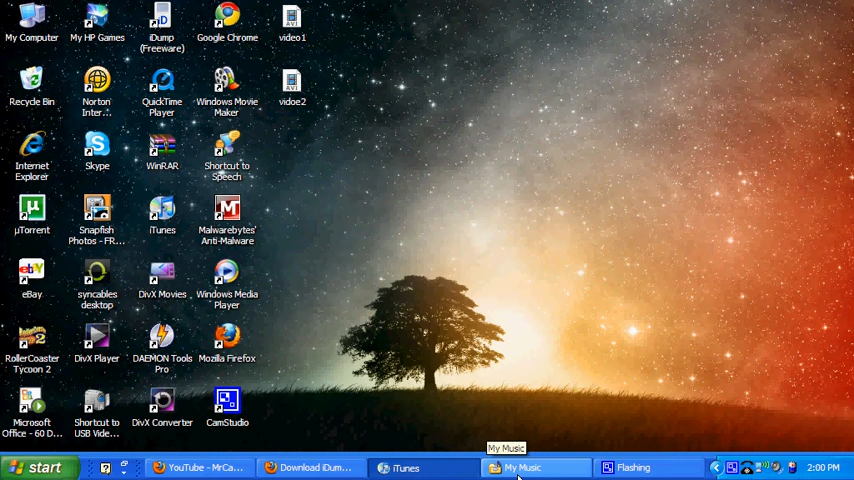 My Computer
My HP Games
iDump
(Freeware)
Google Chrome
video1
Recycle Bin
Norton
Inter...
QuickTime
Player
Windows Movie
Maker
vidoe2
Internet
Explorer
Skype
WinRAR
Shortcut to
Speech
µTorrent
Snapfish
Photos - FR...
iTunes
Malwarebytes'
Anti-Malware
eBay
syncables
desktop
DivX Movies
Windows Media
Player
RollerCoaster
Tycoon 2
DivX Player
DAEMON Tools
Pro
Mozilla Firefox
Microsoft
Office - 60 D...
Shortcut to
USB Vide...
DivX Converter
CamStudio
My Music
start
YouTube - MrCa...
Download iDum...
iTunes
My Music
Flashing
2:00 PM